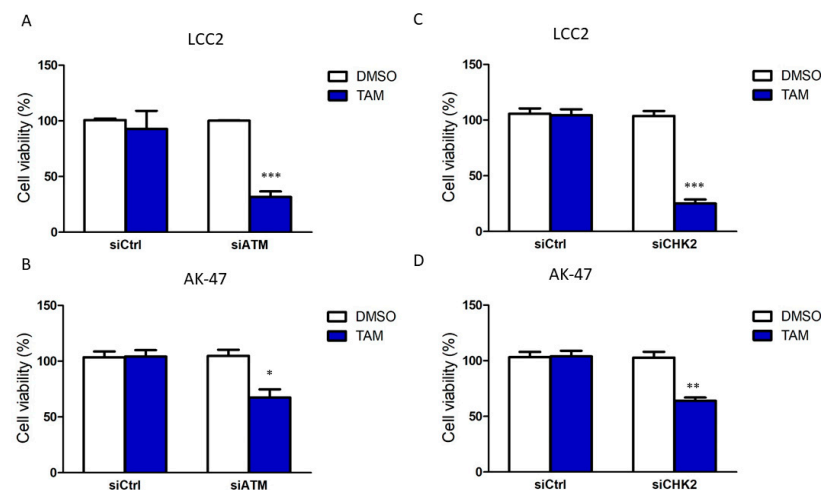 A
LCC2
150
100
50
0
Cell viability (%)
DMSO
TAM
***
siCtrl
siATM
B
AK-47
150
100
50
0
Cell viability (%)
DMSO
TAM
*
siCtrl
siATM
C
LCC2
150
100
50
0
Cell viability (%)
DMSO
TAM
***
siCtrl
siCHK2
D
AK-47
150
100
50
0
Cell viability (%)
DMSO
TAM
**
siCtrl
siCHK2